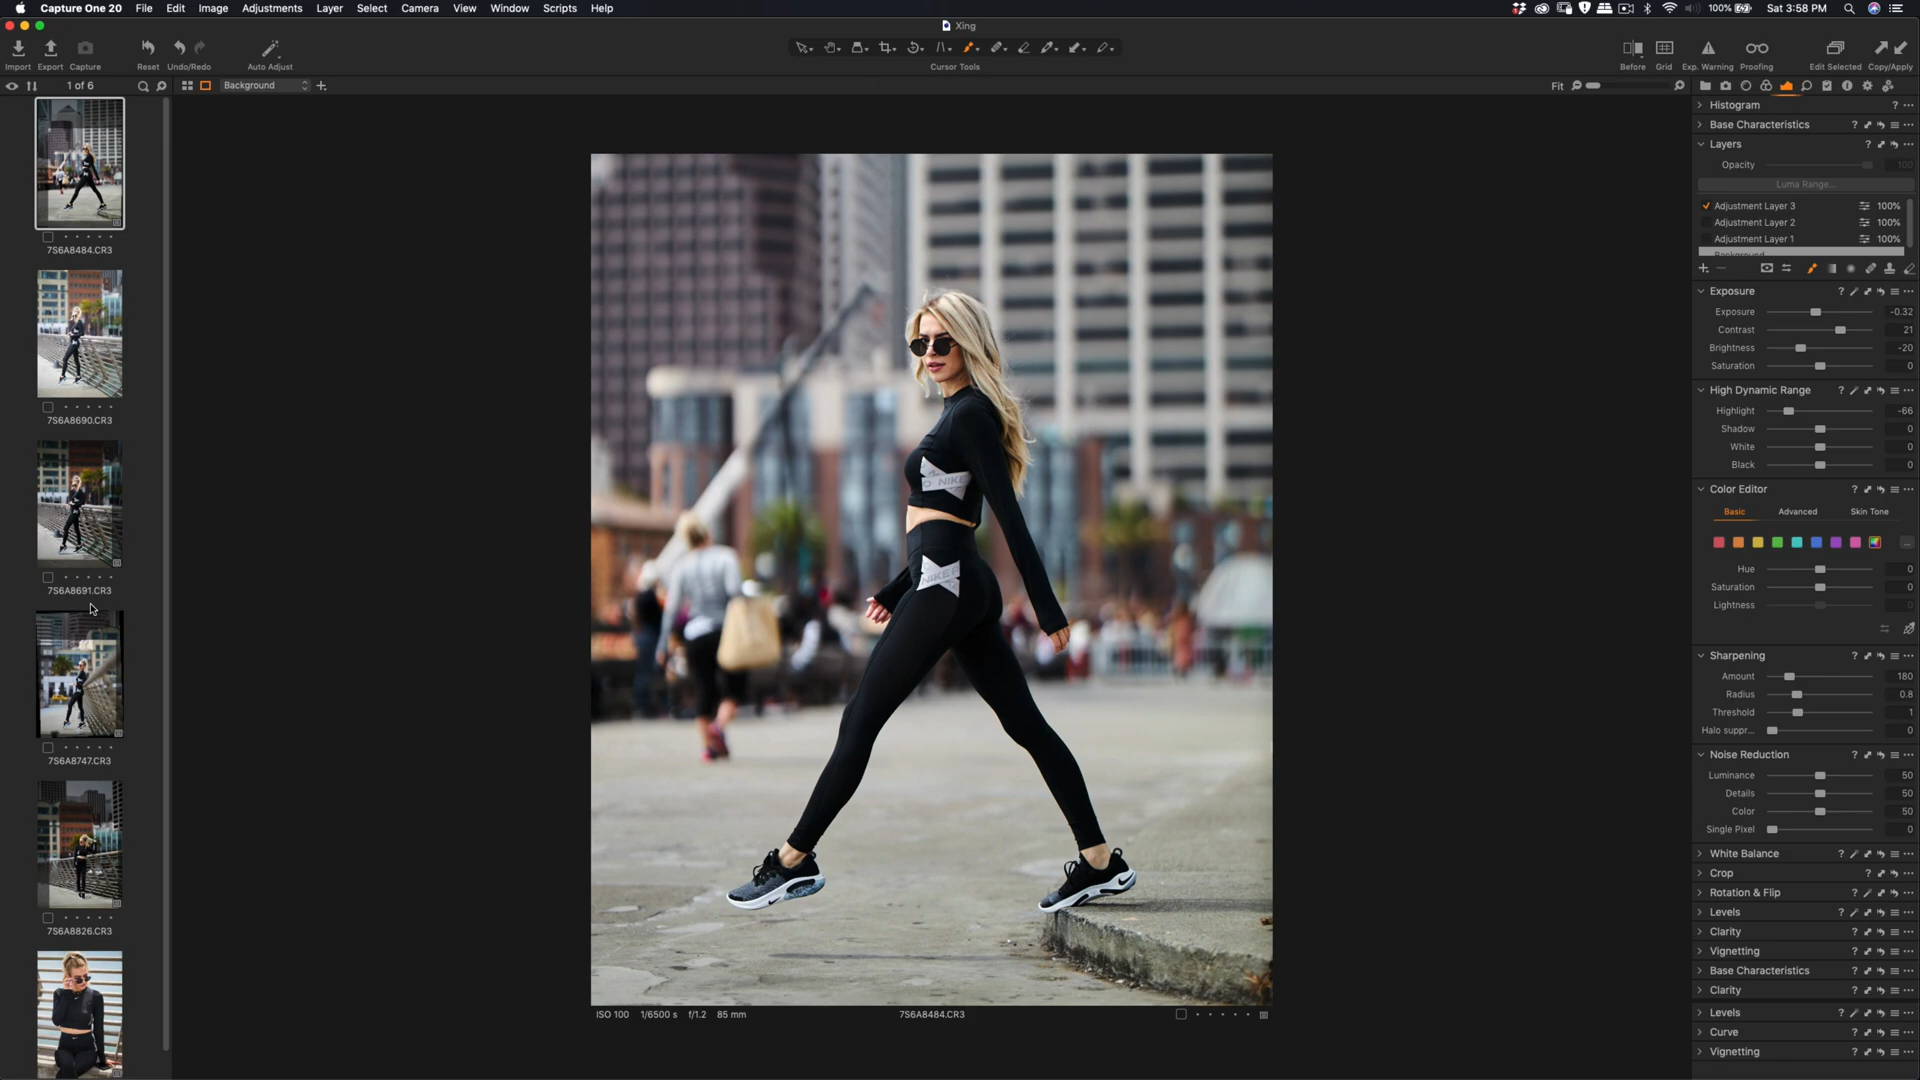 Capture One 20 File Edit Image Adjustments Layer Select Camera View Window Scripts Help 100% Sat 3:58 PM
Xing
Import Export Capture Reset Undo/Redo Auto Adjust Cursor Tools Before Grid Exp. Warning Proofing Edit Selected Copy/Apply
1 of 6 Background Fit
7S6A8484.CR3
7S6A8690.CR3
7S6A8691.CR3
7S6A8747.CR3
7S6A8826.CR3
NIKE
NIKE
ISO 100 1/6500 s f/1.2 85 mm 7S6A8484.CR3
Histogram ?
Base Characteristics ?
Layers ?
Opacity 100
Luma Range...
Adjustment Layer 3 100%
Adjustment Layer 2 100%
Adjustment Layer 1 100%
Background
Exposure ?
Exposure -0.32
Contrast 21
Brightness -20
Saturation 0
High Dynamic Range ?
Highlight -66
Shadow 0
White 0
Black 0
Color Editor ?
Basic Advanced Skin Tone
...
Hue 0
Saturation 0
Lightness 0
Sharpening ?
Amount 180
Radius 0.8
Threshold 1
Halo suppr... 0
Noise Reduction ?
Luminance 50
Details 50
Color 50
Single Pixel 0
White Balance ?
Crop ?
Rotation & Flip ?
Levels ?
Clarity ?
Vignetting ?
Base Characteristics ?
Clarity ?
Levels ?
Curve ?
Vignetting ?